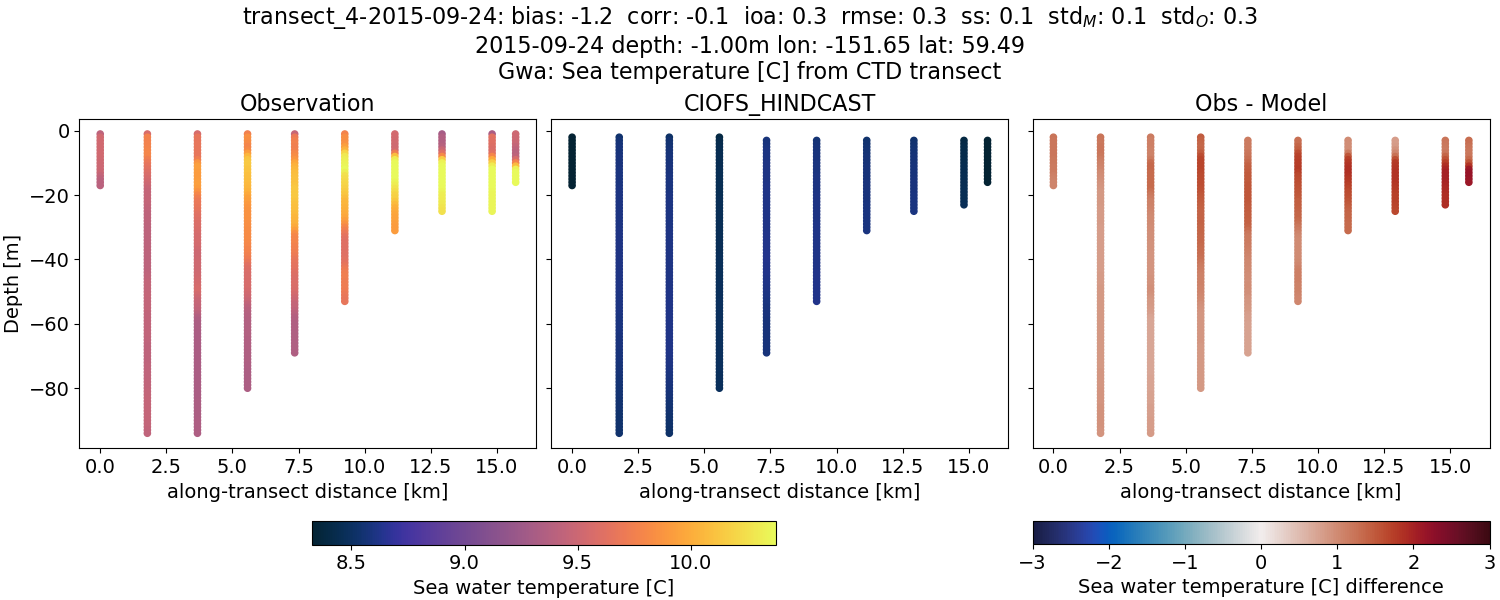 transect_4-2015-09-24: bias: -1.2  corr: -0.1  ioa: 0.3  rmse: 0.3  ss: 0.1  std_M: 0.1  std_O: 0.3
2015-09-24 depth: -1.00m lon: -151.65 lat: 59.49
Gwa: Sea temperature [C] from CTD transect
Observation
CIOFS_HINDCAST
Obs - Model
Depth [m]
0
−20
−40
−60
−80
0.0 2.5 5.0 7.5 10.0 12.5 15.0
0.0 2.5 5.0 7.5 10.0 12.5 15.0
0.0 2.5 5.0 7.5 10.0 12.5 15.0
along-transect distance [km]
along-transect distance [km]
along-transect distance [km]
8.5 9.0 9.5 10.0
Sea water temperature [C]
−3 −2 −1 0 1 2 3
Sea water temperature [C] difference